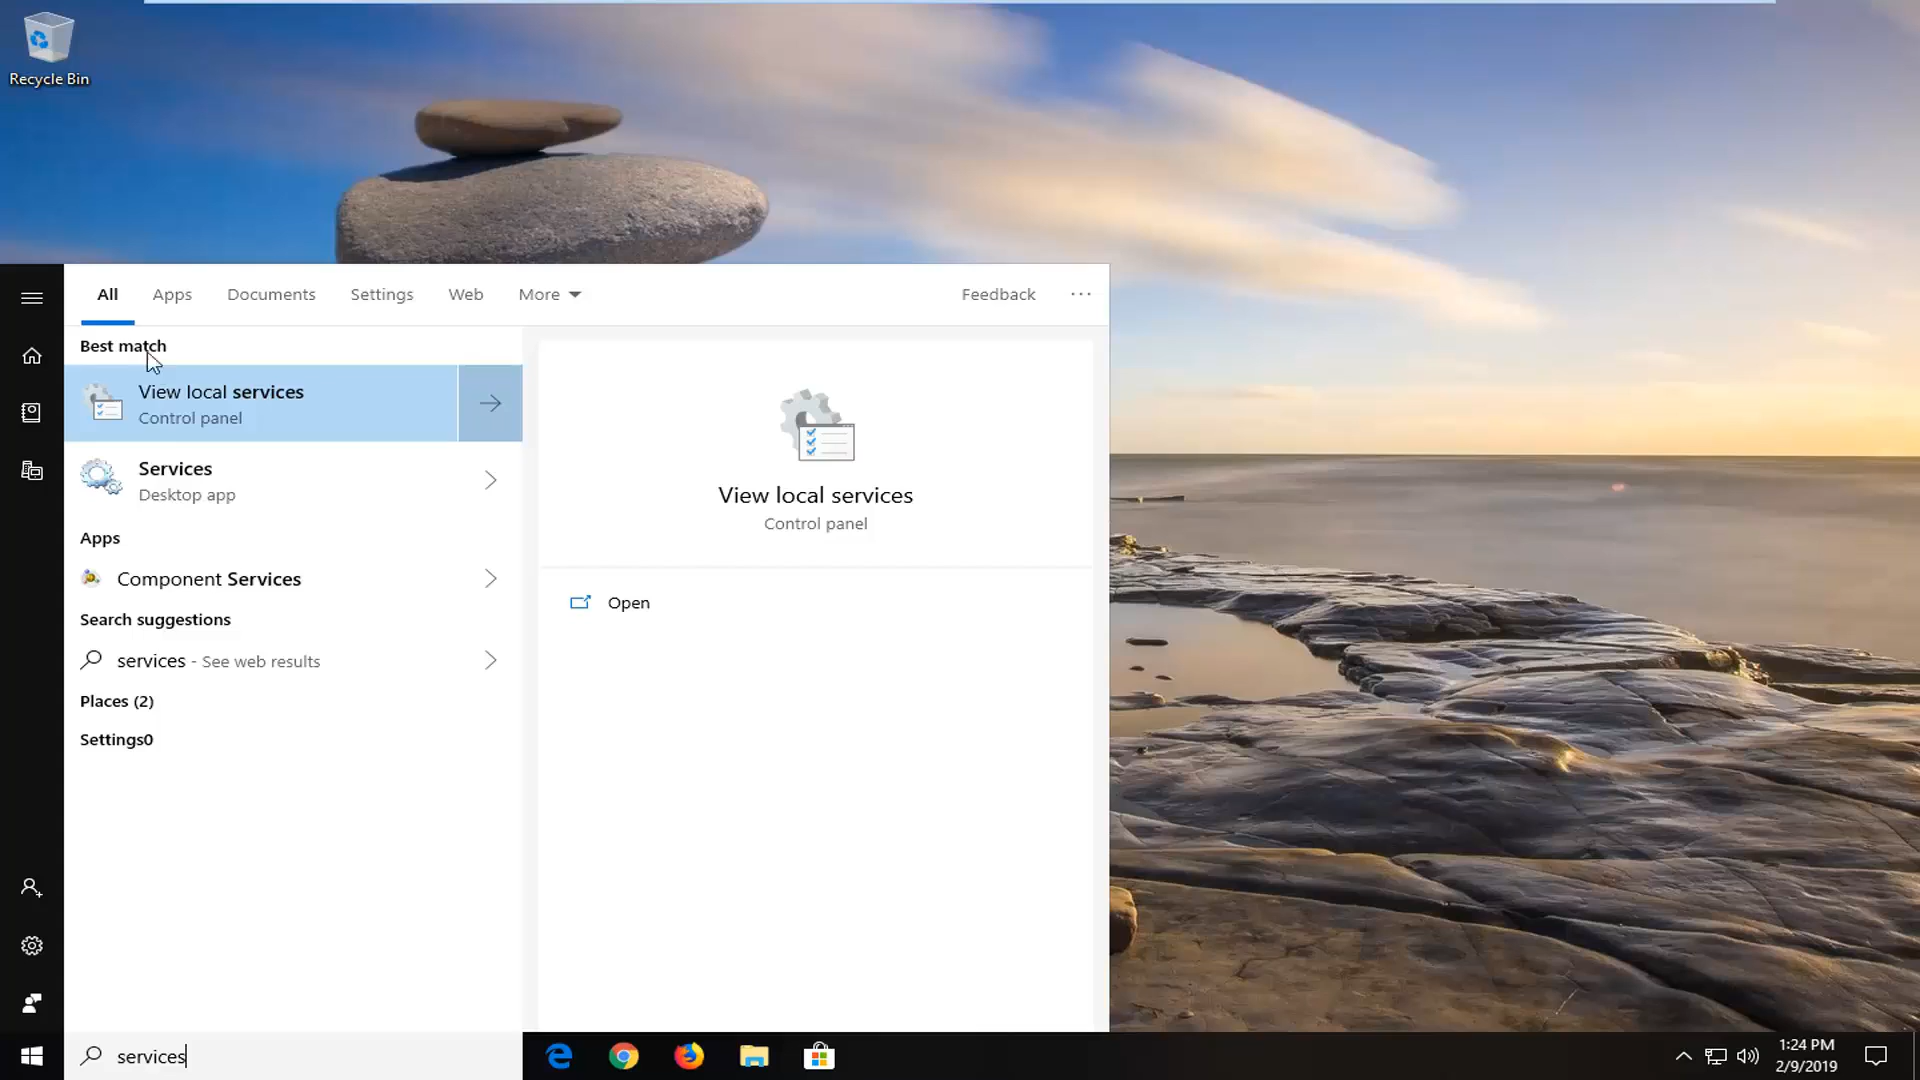 Recycle Bin
All Apps Documents Settings Web More Feedback ...
Best match
View local services
Control panel
Services
Desktop app
Apps
Component Services
Search suggestions
services - See web results
Places (2)
Settings0
View local services
Control panel
Open
services
1:24 PM
2/9/2019